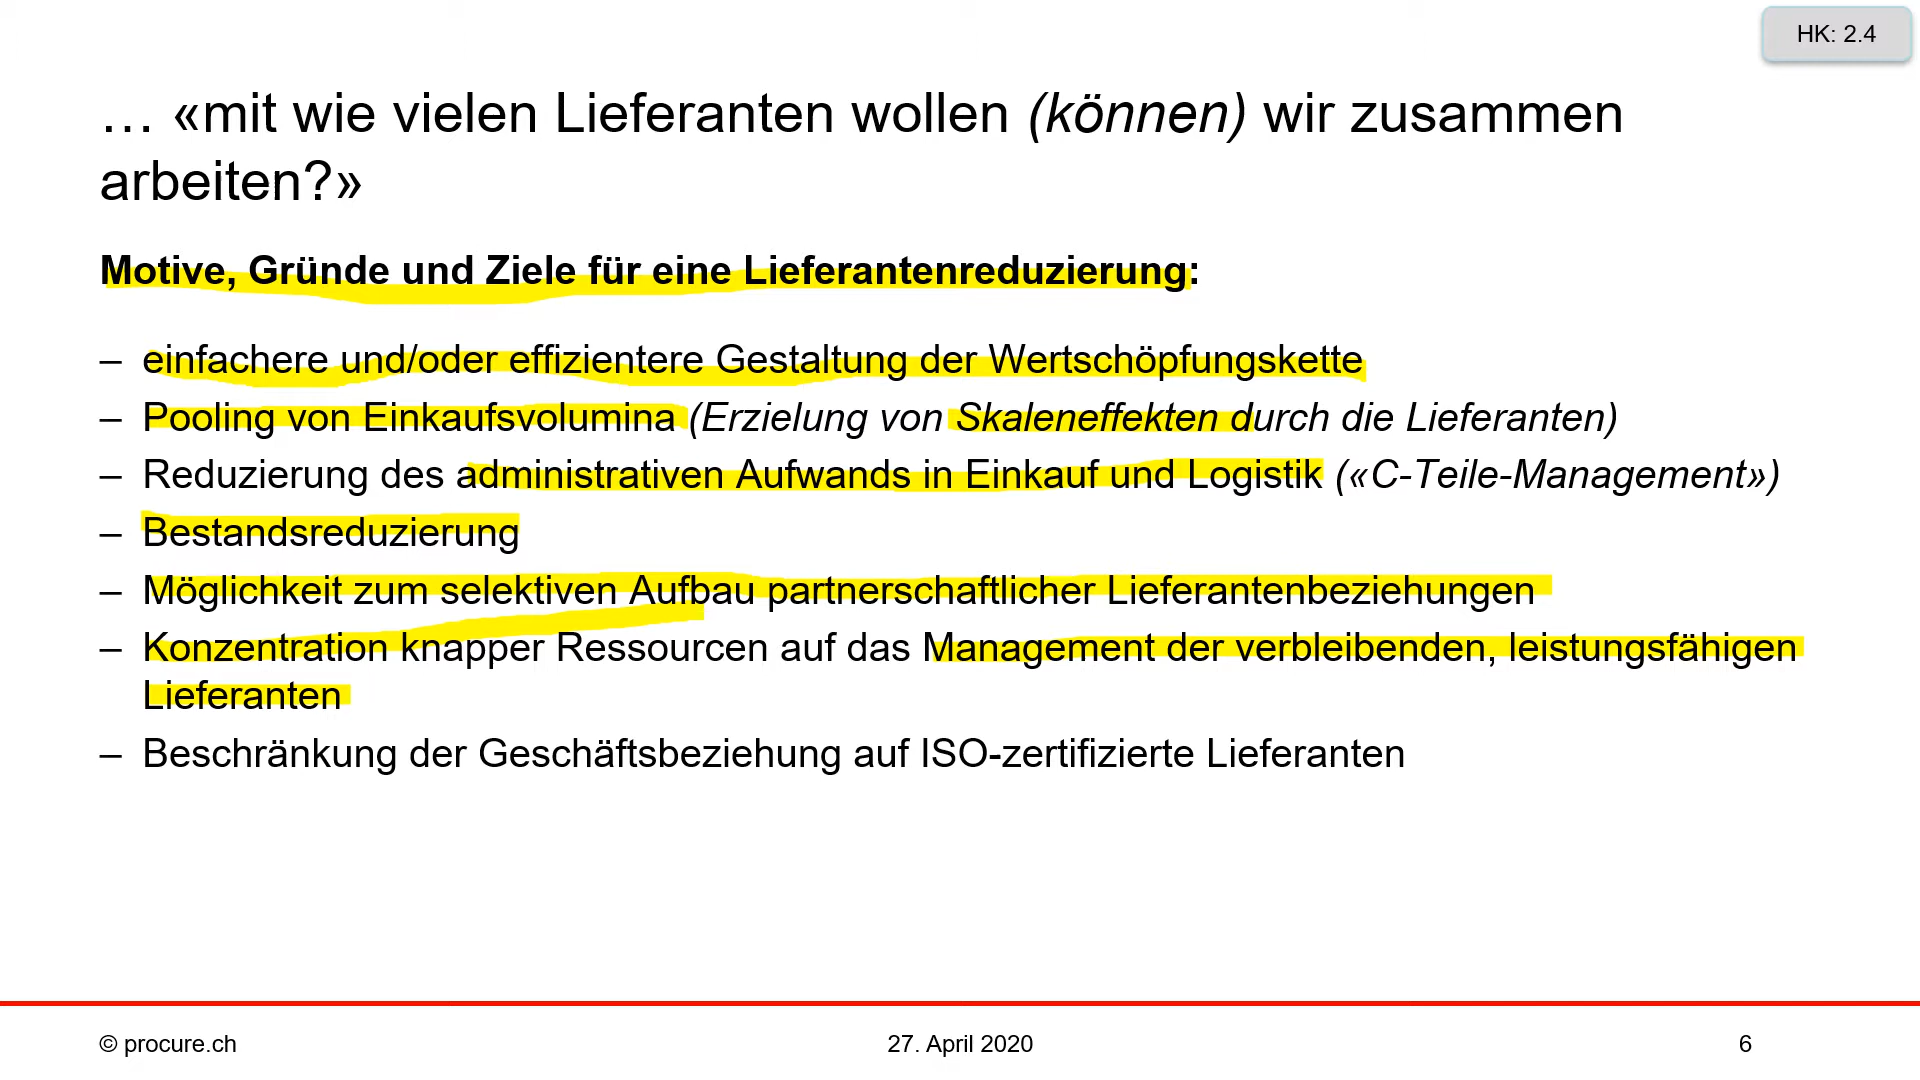 HK: 2.4
… «mit wie vielen Lieferanten wollen (können) wir zusammen
arbeiten?»
Motive, Gründe und Ziele für eine Lieferantenreduzierung:
– einfachere und/oder effizientere Gestaltung der Wertschöpfungskette
– Pooling von Einkaufsvolumina (Erzielung von Skaleneffekten durch die Lieferanten)
– Reduzierung des administrativen Aufwands in Einkauf und Logistik («C-Teile-Management»)
– Bestandsreduzierung
– Möglichkeit zum selektiven Aufbau partnerschaftlicher Lieferantenbeziehungen
– Konzentration knapper Ressourcen auf das Management der verbleibenden, leistungsfähigen
Lieferanten
– Beschränkung der Geschäftsbeziehung auf ISO-zertifizierte Lieferanten
© procure.ch
27. April 2020
6